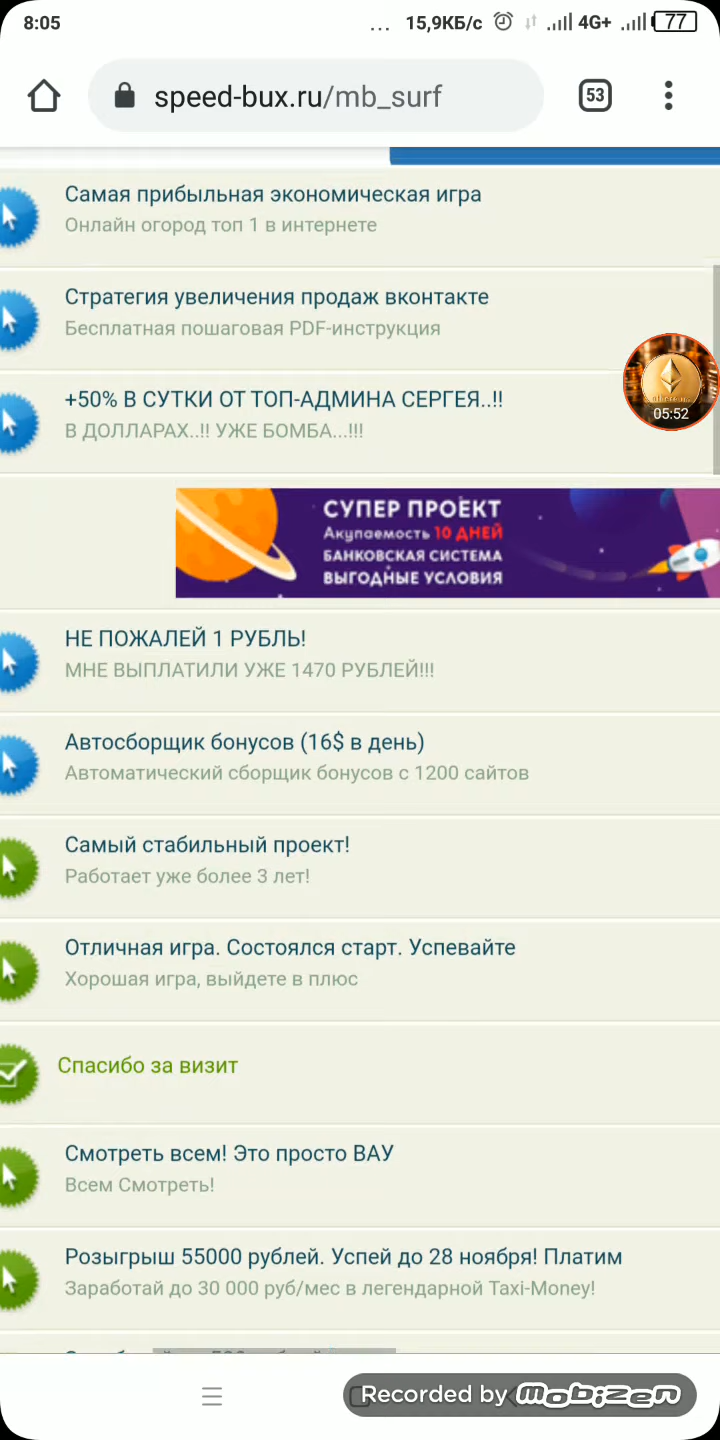 8:05
... 15,9КБ/с 4G+ 77
speed-bux.ru/mb_surf
53
Самая прибыльная экономическая игра
Онлайн огород топ 1 в интернете
Стратегия увеличения продаж вконтакте
Бесплатная пошаговая PDF-инструкция
+50% В СУТКИ ОТ ТОП-АДМИНА СЕРГЕЯ..!!
В ДОЛЛАРАХ..!! УЖЕ БОМБА...!!!
05:52
СУПЕР ПРОЕКТ
Акупаемость 10 ДНЕЙ
БАНКОВСКАЯ СИСТЕМА
ВЫГОДНЫЕ УСЛОВИЯ
НЕ ПОЖАЛЕЙ 1 РУБЛЬ!
МНЕ ВЫПЛАТИЛИ УЖЕ 1470 РУБЛЕЙ!!!
Автосборщик бонусов (16$ в день)
Автоматический сборщик бонусов с 1200 сайтов
Самый стабильный проект!
Работает уже более 3 лет!
Отличная игра. Состоялся старт. Успевайте
Хорошая игра, выйдете в плюс
Спасибо за визит
Смотреть всем! Это просто ВАУ
Всем Смотреть!
Розыгрыш 55000 рублей. Успей до 28 ноября! Платим
Заработай до 30 000 руб/мес в легендарной Taxi-Money!
Recorded by mobizen